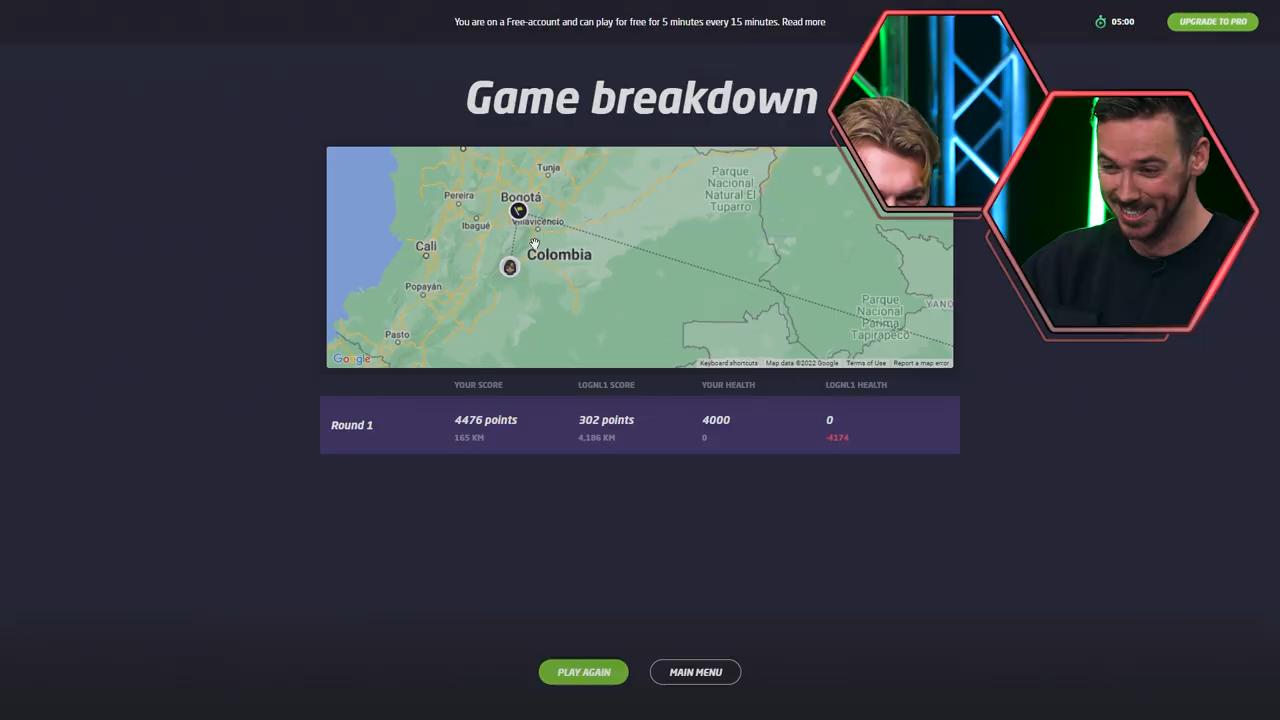 You are on a Free-account and can play for free for 5 minutes every 15 minutes. Read more
05:00
UPGRADE TO PRO
Game breakdown
Tunja
Parque
Nacional
Natural El
Tuparro
Pereira
Bogotá
Ibagué
Villavicencio
Cali
Colombia
Popayán
Parque
Nacional
Parima
Tapirapecó
YANO
Pasto
Google
Keyboard shortcuts
Map data ©2022 Google
Terms of Use
Report a map error
YOUR SCORE
LOGNL1 SCORE
YOUR HEALTH
LOGNL1 HEALTH
Round 1
4476 points
302 points
4000
0
165 KM
4,186 KM
0
-4174
PLAY AGAIN
MAIN MENU